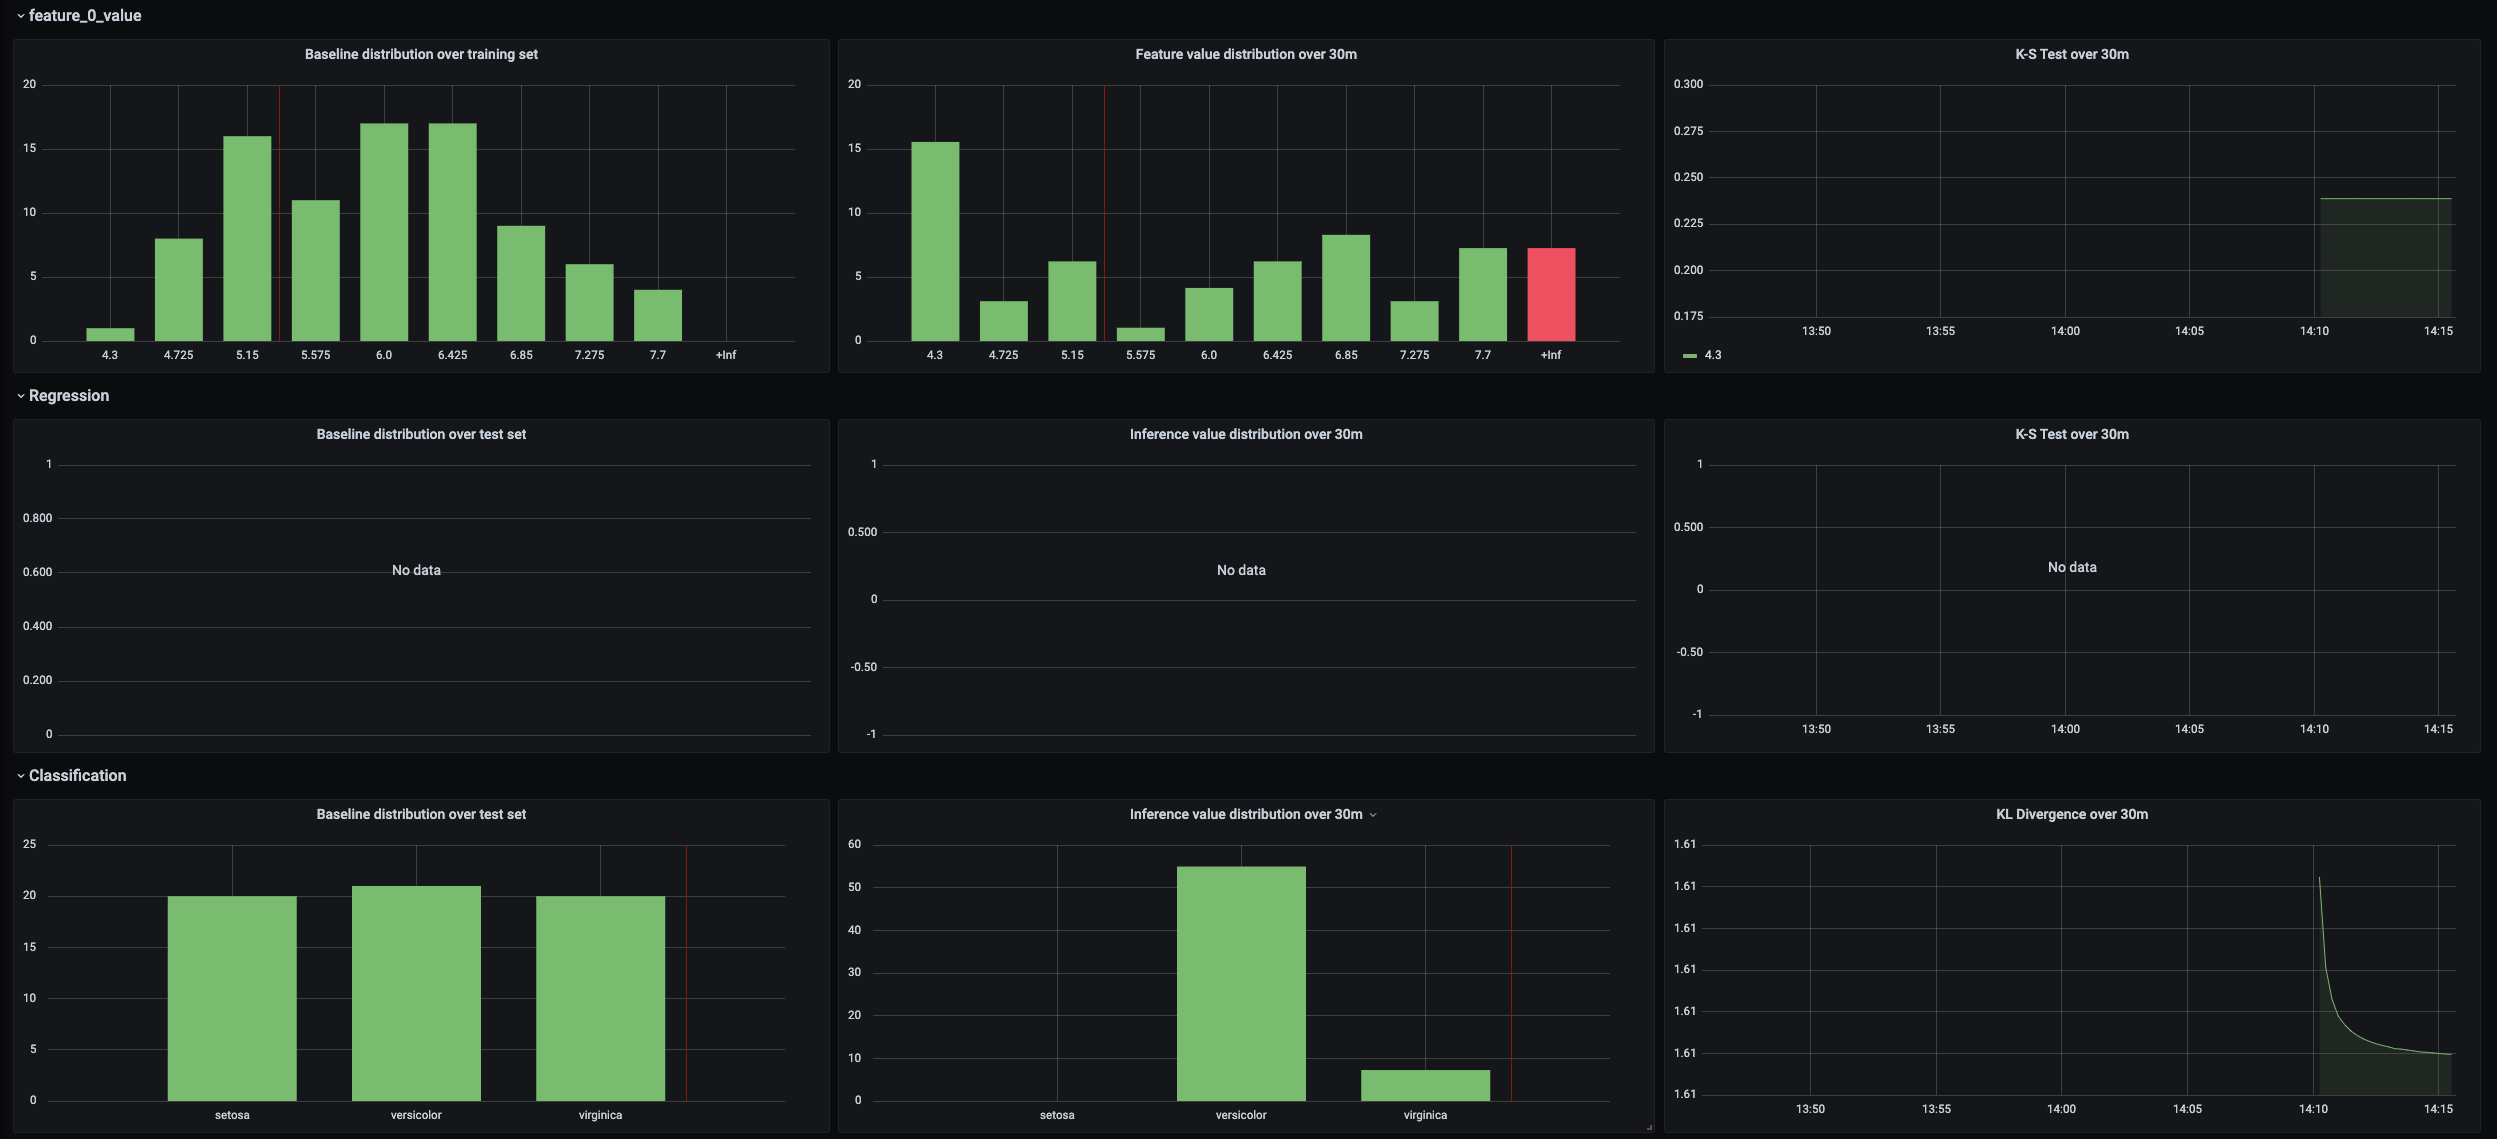 feature_0_value
Baseline distribution over training set
20
15
10
5
0
4.3 4.725 5.15 5.575 6.0 6.425 6.85 7.275 7.7 +Inf
Feature value distribution over 30m
20
15
10
5
0
4.3 4.725 5.15 5.575 6.0 6.425 6.85 7.275 7.7 +Inf
K-S Test over 30m
0.300
0.275
0.250
0.225
0.200
0.175
13:50 13:55 14:00 14:05 14:10 14:15
4.3
Regression
Baseline distribution over test set
1
0.800
0.600
0.400
0.200
0
No data
Inference value distribution over 30m
1
0.500
0
-0.50
-1
No data
K-S Test over 30m
1
0.500
0
-0.50
-1
No data
13:50 13:55 14:00 14:05 14:10 14:15
Classification
Baseline distribution over test set
25
20
15
10
5
0
setosa versicolor virginica
Inference value distribution over 30m
60
50
40
30
20
10
0
setosa versicolor virginica
KL Divergence over 30m
1.61
1.61
1.61
1.61
1.61
1.61
1.61
13:50 13:55 14:00 14:05 14:10 14:15